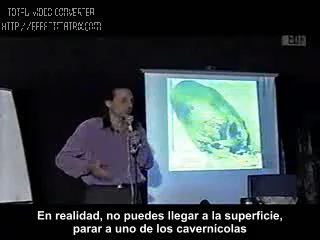 TOTAL VIDEO CONVERTER
HTTP://EFFECTMATRIX.COM
En realidad, no puedes llegar a la superficie,
parar a uno de los cavernícolas